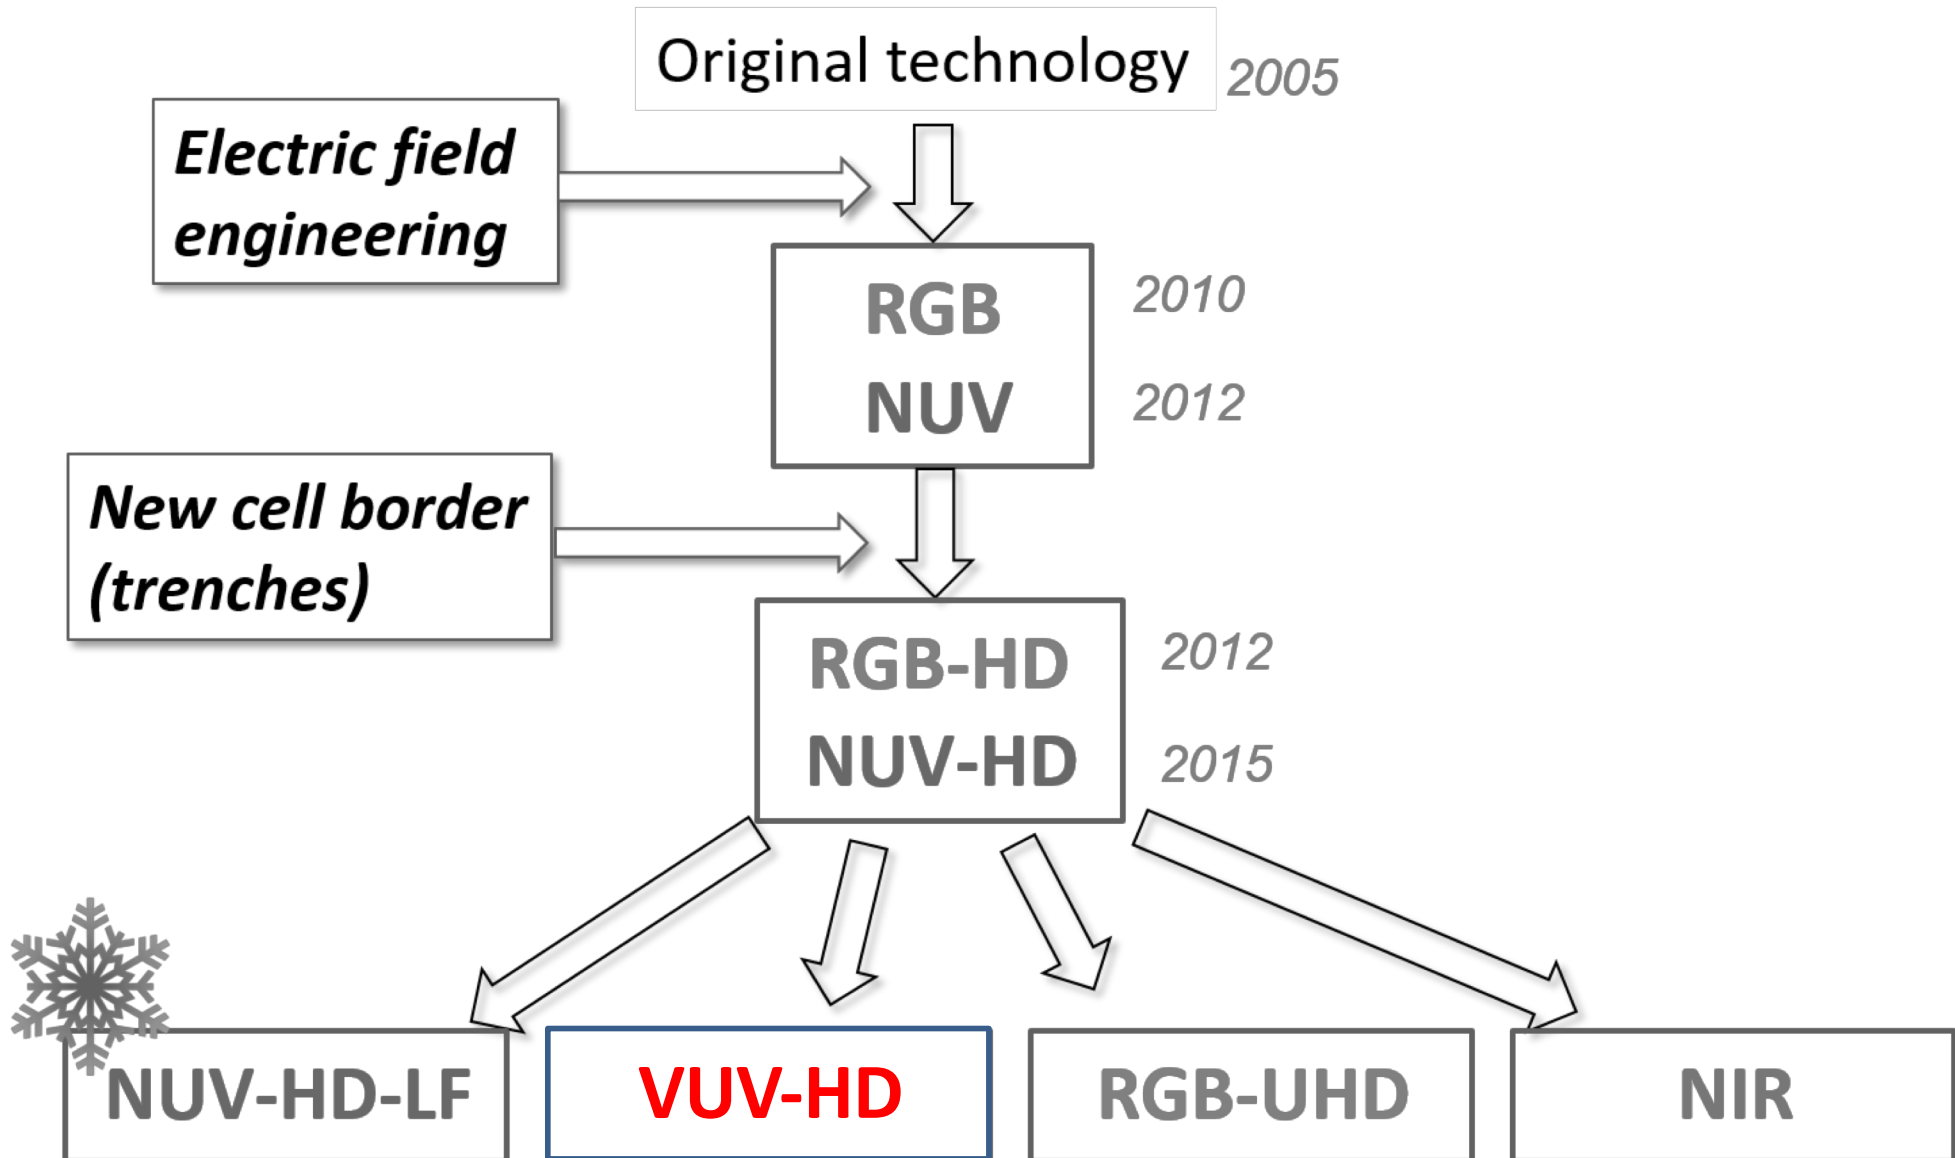 Original technology 2005
Electric field
engineering
RGB 2010
NUV 2012
New cell border
(trenches)
RGB-HD 2012
NUV-HD 2015
NUV-HD-LF
VUV-HD
RGB-UHD
NIR